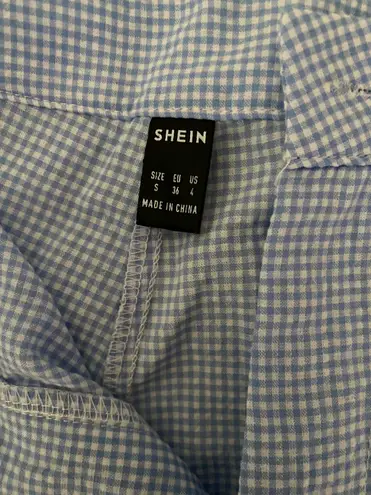 SHEIN
SIZE EU US
S 36 4
MADE IN CHINA